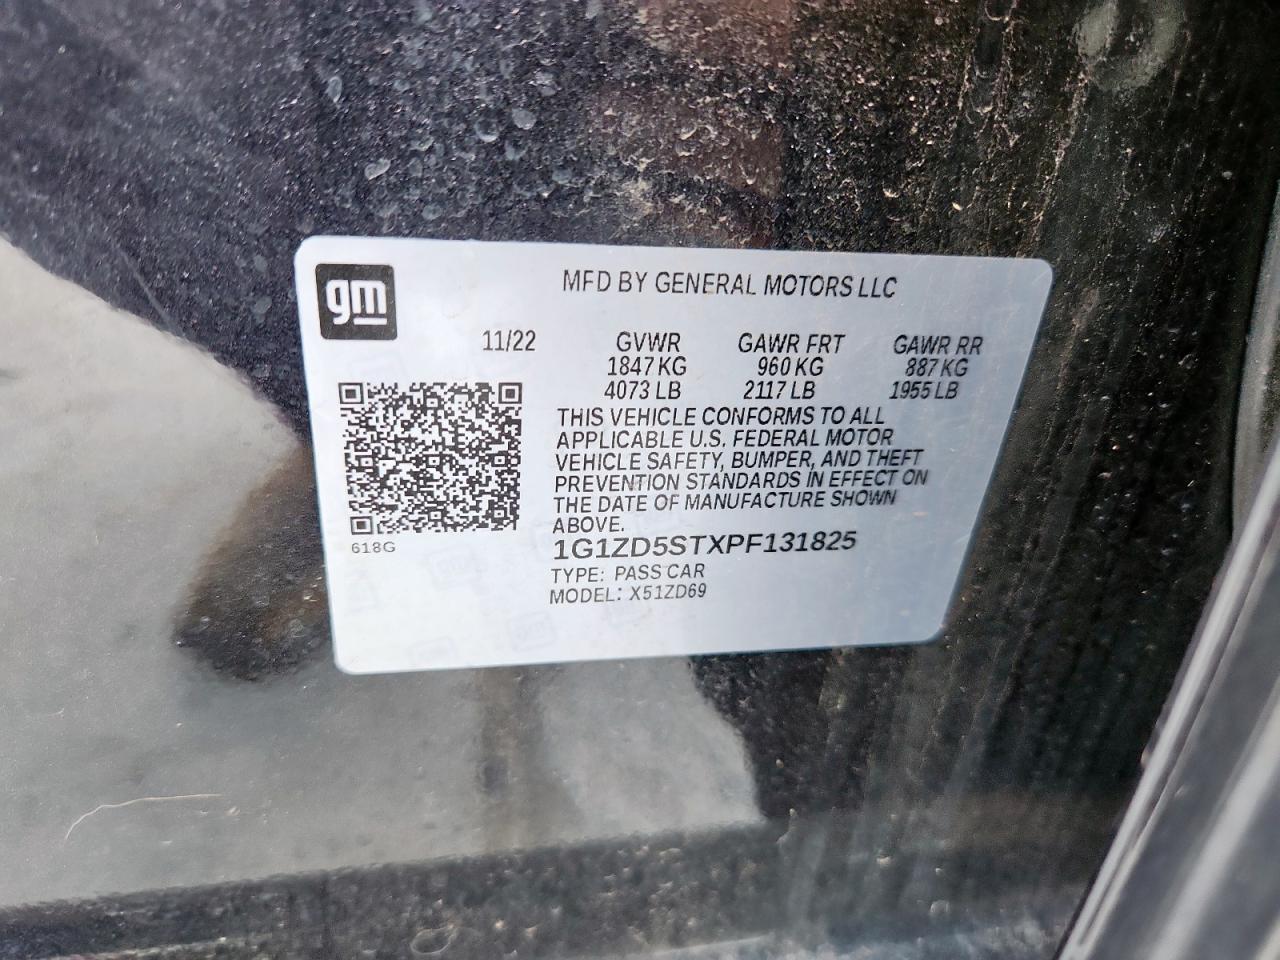 gm
MFD BY GENERAL MOTORS LLC
11/22 GVWR GAWR FRT GAWR RR
1847 KG 960 KG 887 KG
4073 LB 2117 LB 1955 LB
THIS VEHICLE CONFORMS TO ALL
APPLICABLE U.S. FEDERAL MOTOR
VEHICLE SAFETY, BUMPER, AND THEFT
PREVENTION STANDARDS IN EFFECT ON
THE DATE OF MANUFACTURE SHOWN
ABOVE.
618G
1G1ZD5STXPF131825
TYPE: PASS CAR
MODEL: X51ZD69